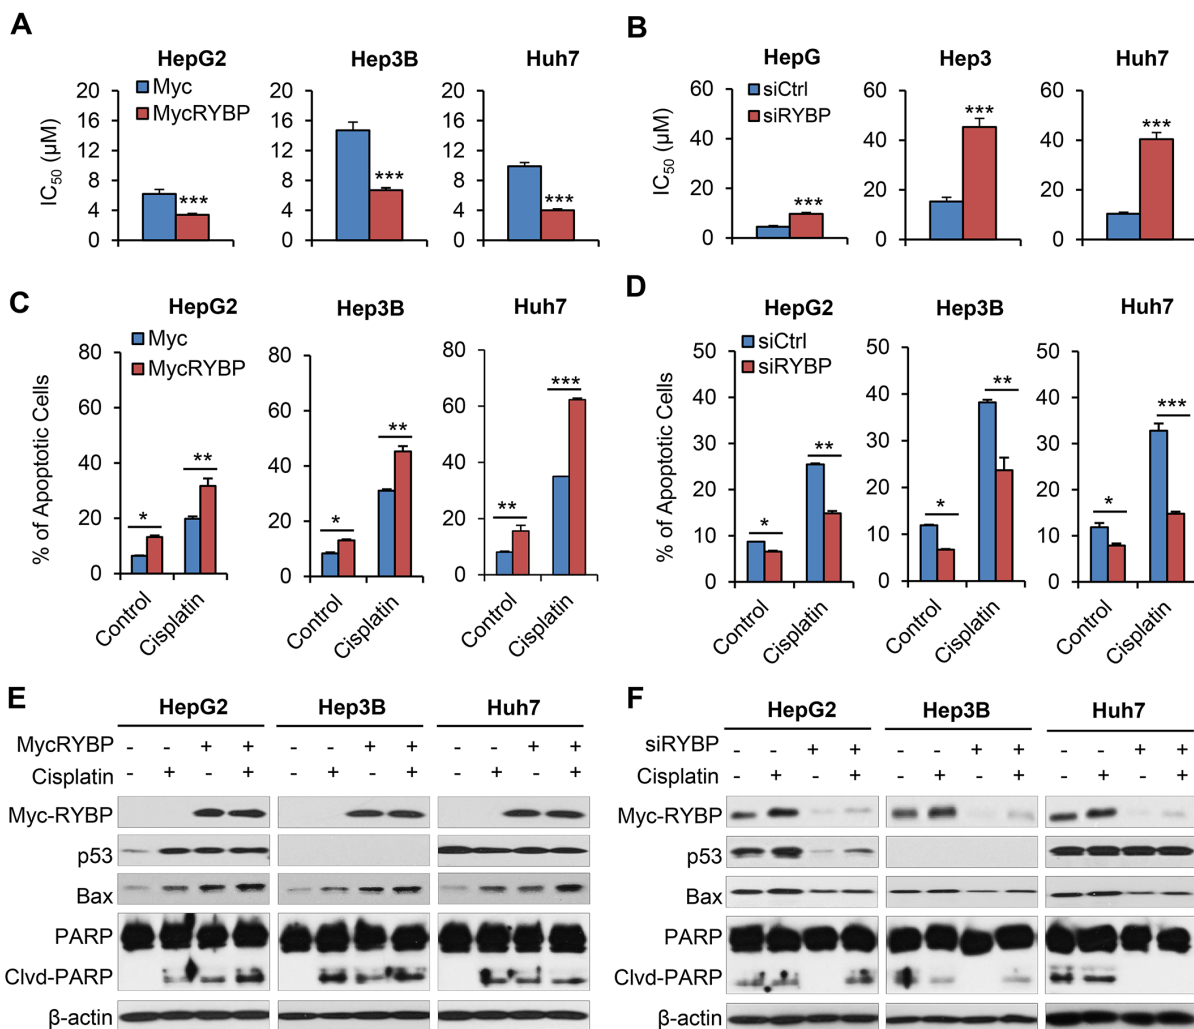 A
HepG2
Hep3B
Huh7
Myc
MycRYBP
IC50 (µM)
20
16
12
8
4
0
20
16
12
8
4
0
20
16
12
8
4
0
***
***
***
B
HepG
Hep3
Huh7
siCtrl
siRYBP
IC50 (µM)
60
40
20
0
60
40
20
0
60
40
20
0
***
***
***
C
HepG2
Hep3B
Huh7
Myc
MycRYBP
% of Apoptotic Cells
80
60
40
20
0
80
60
40
20
0
80
60
40
20
0
*
**
*
**
**
***
Control
Cisplatin
Control
Cisplatin
Control
Cisplatin
D
HepG2
Hep3B
Huh7
siCtrl
siRYBP
% of Apoptotic Cells
50
40
30
20
10
0
50
40
30
20
10
0
50
40
30
20
10
0
*
**
*
**
*
***
Control
Cisplatin
Control
Cisplatin
Control
Cisplatin
E
HepG2 Hep3B Huh7
MycRYBP - - + + - - + + - - + +
Cisplatin - + - + - + - + - + - +
Myc-RYBP
p53
Bax
PARP
Clvd-PARP
β-actin
F
HepG2 Hep3B Huh7
siRYBP - - + + - - + + - - + +
Cisplatin - + - + - + - + - + - +
Myc-RYBP
p53
Bax
PARP
Clvd-PARP
β-actin